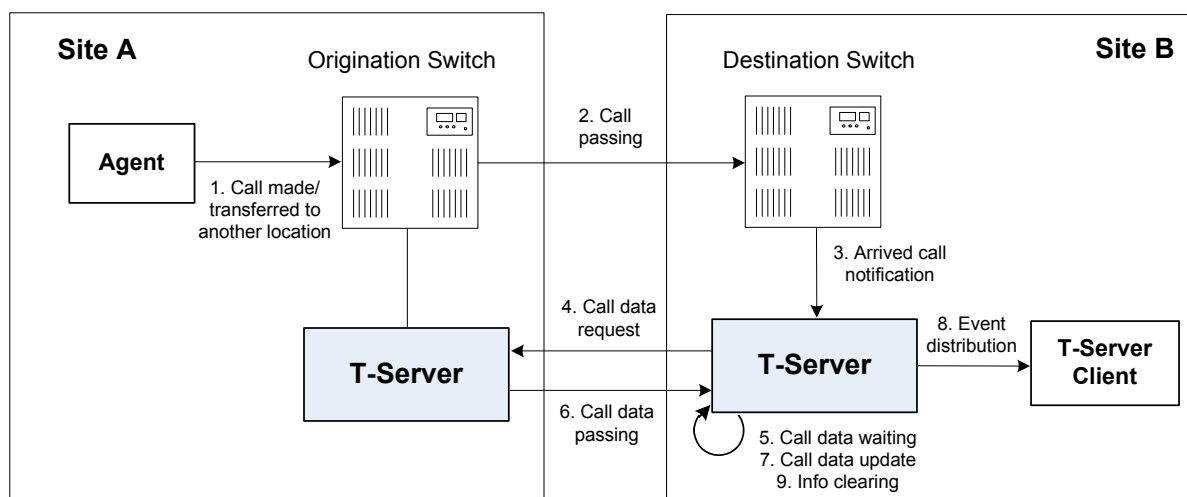 Site A
Origination Switch
Destination Switch
Site B
2. Call
passing
Agent
1. Call made/
transferred to
another location
3. Arrived call
notification
4. Call data
request
8. Event
distribution
T-Server
T-Server
T-Server
Client
6. Call data
passing
5. Call data waiting
7. Call data update
9. Info clearing